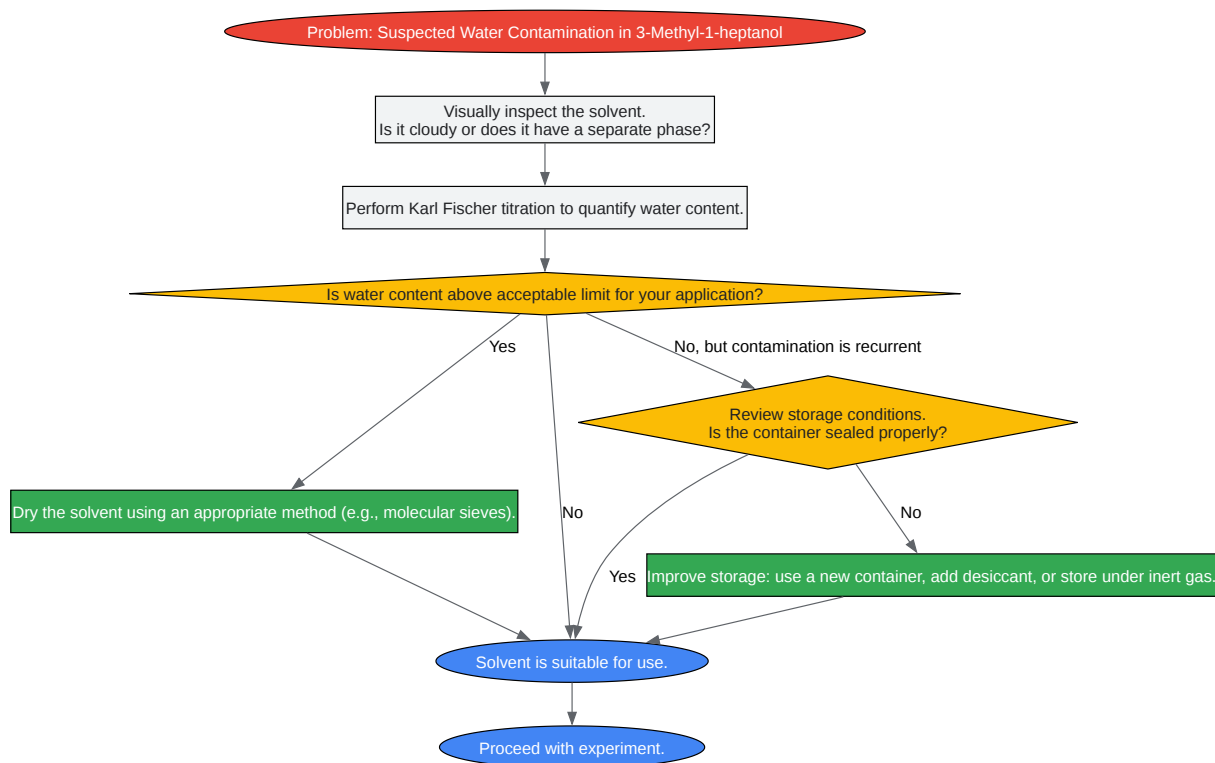 Problem: Suspected Water Contamination in 3-Methyl-1-heptanol
Visually inspect the solvent.
Is it cloudy or does it have a separate phase?
Perform Karl Fischer titration to quantify water content.
Is water content above acceptable limit for your application?
Yes
No, but contamination is recurrent
Review storage conditions.
Is the container sealed properly?
Dry the solvent using an appropriate method (e.g., molecular sieves).
No
No
Yes
Improve storage: use a new container, add desiccant, or store under inert gas.
Solvent is suitable for use.
Proceed with experiment.